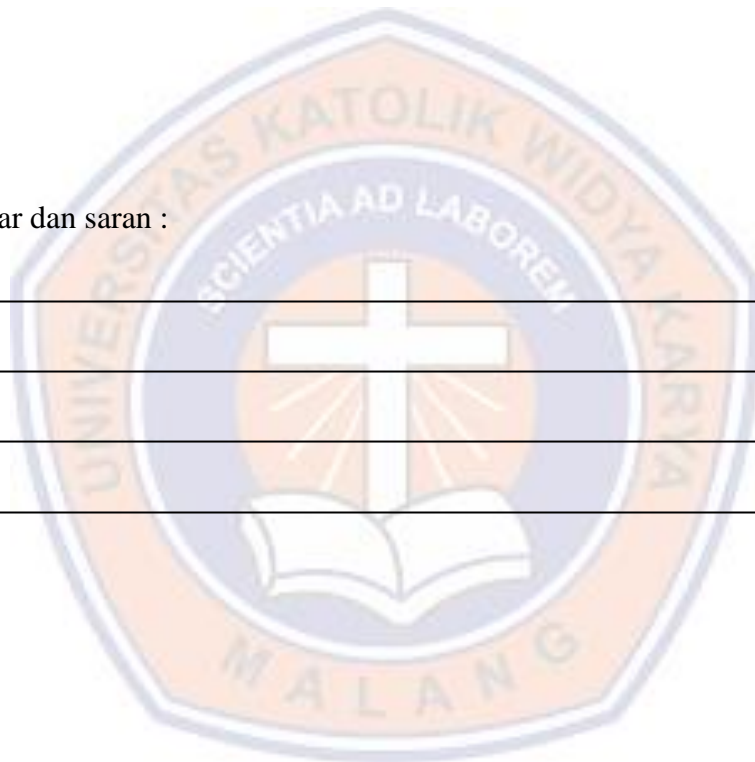 UNIVERSITAS KATOLIK WIDYA KARYA
SCIENTIA AD LABOREM
ar dan saran :
MALANG